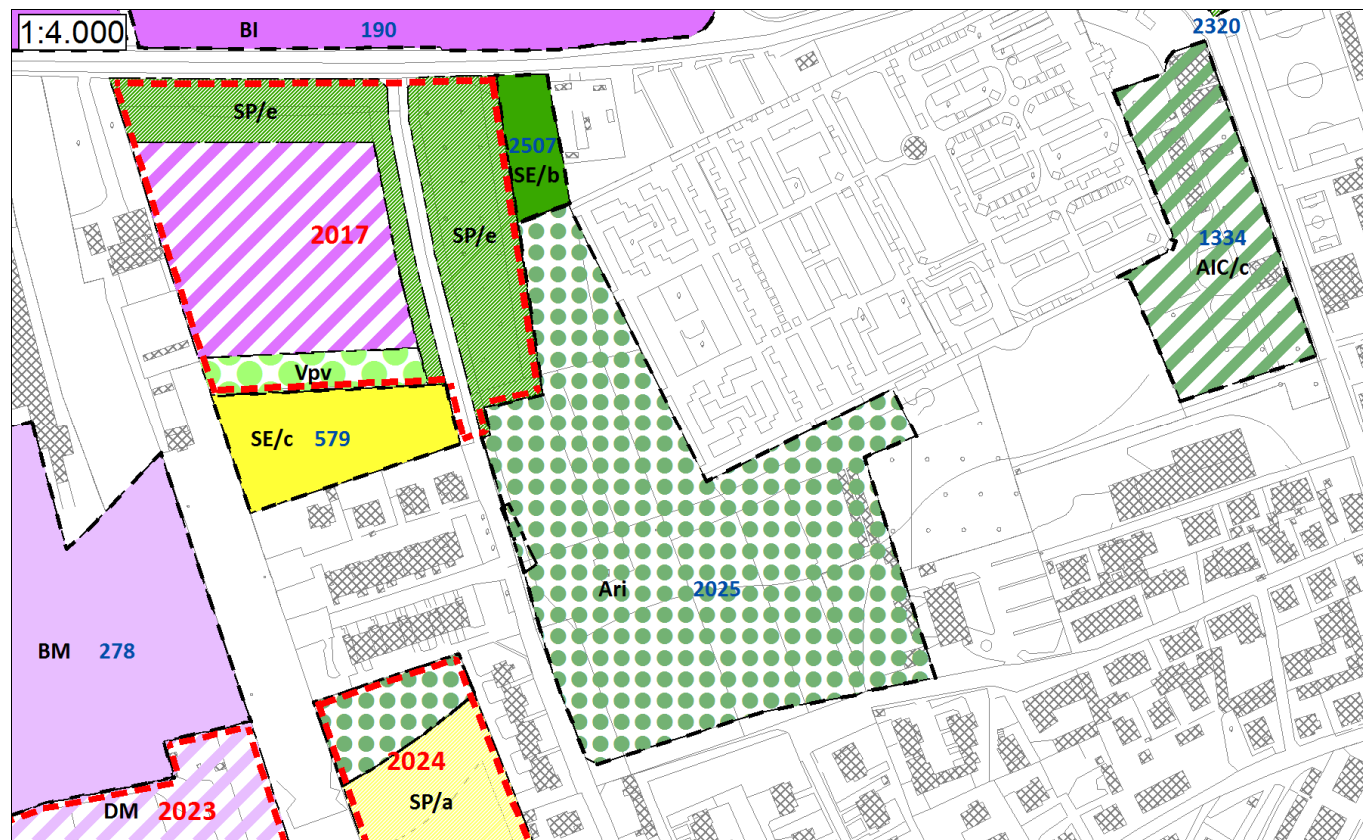 1:4.000
BI 190
2320
SP/e
2507
SE/b
2017
SP/e
1334
AIC/c
Vpv
SE/c 579
Ari 2025
BM 278
2024
SP/a
DM 2023